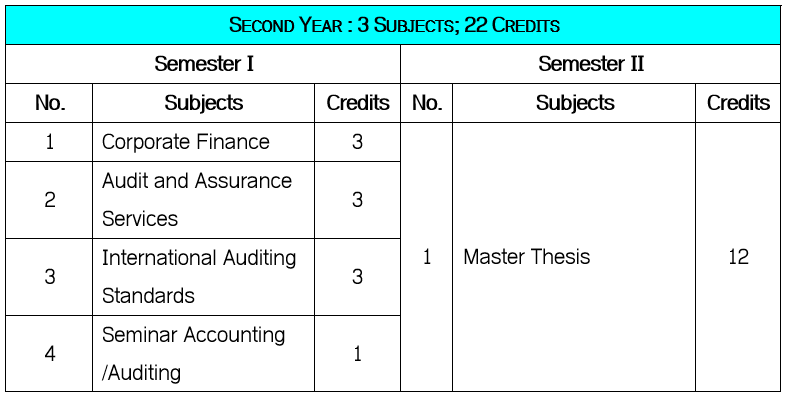 SECOND YEAR : 3 SUBJECTS; 22 CREDITS
Semester I Semester II
No. Subjects Credits No. Subjects Credits
1 Corporate Finance 3
2 Audit and Assurance
Services 3
3 International Auditing
Standards 3
4 Seminar Accounting
/Auditing 1
1 Master Thesis 12